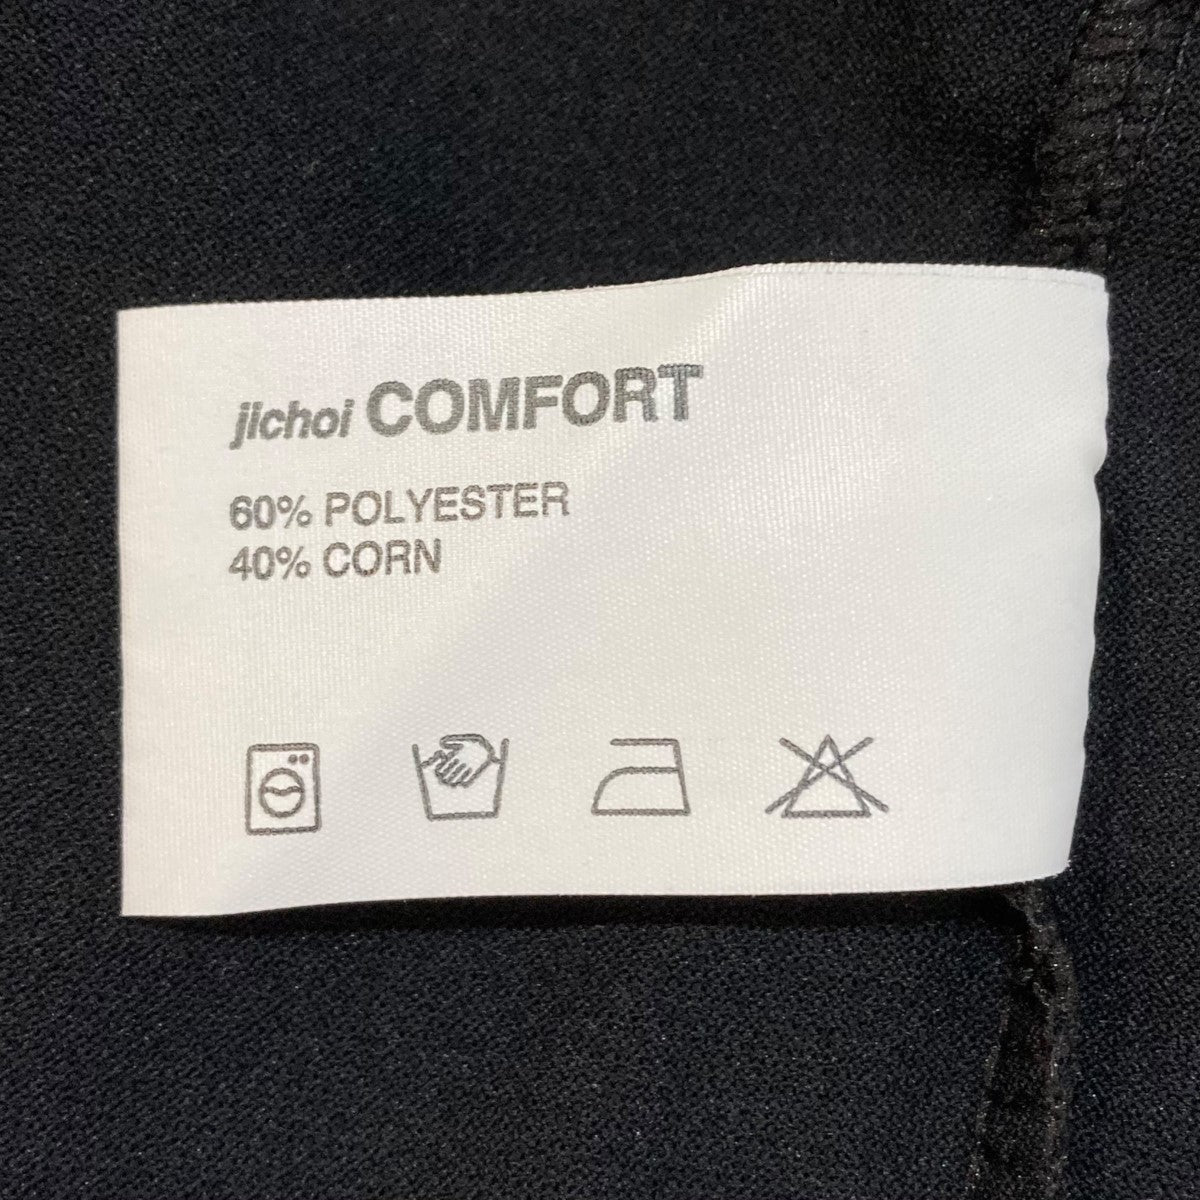 jichoi COMFORT
60% POLYESTER
40% CORN